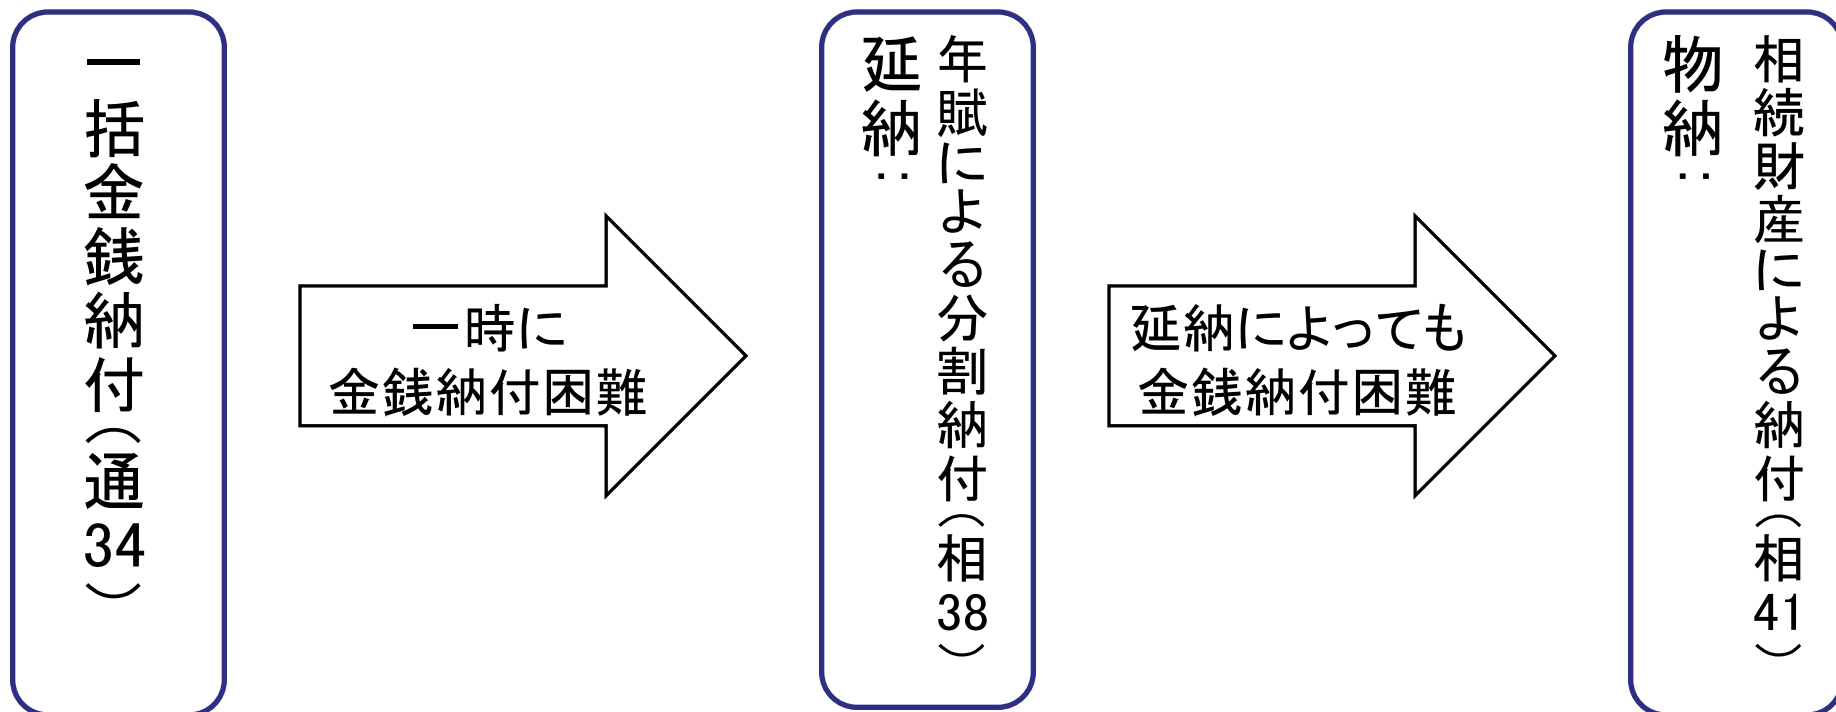 一括金銭納付（通34）
一時に
金銭納付困難
延納：
年賦による分割納付（相38）
延納によっても
金銭納付困難
物納：
相続財産による納付（相41）